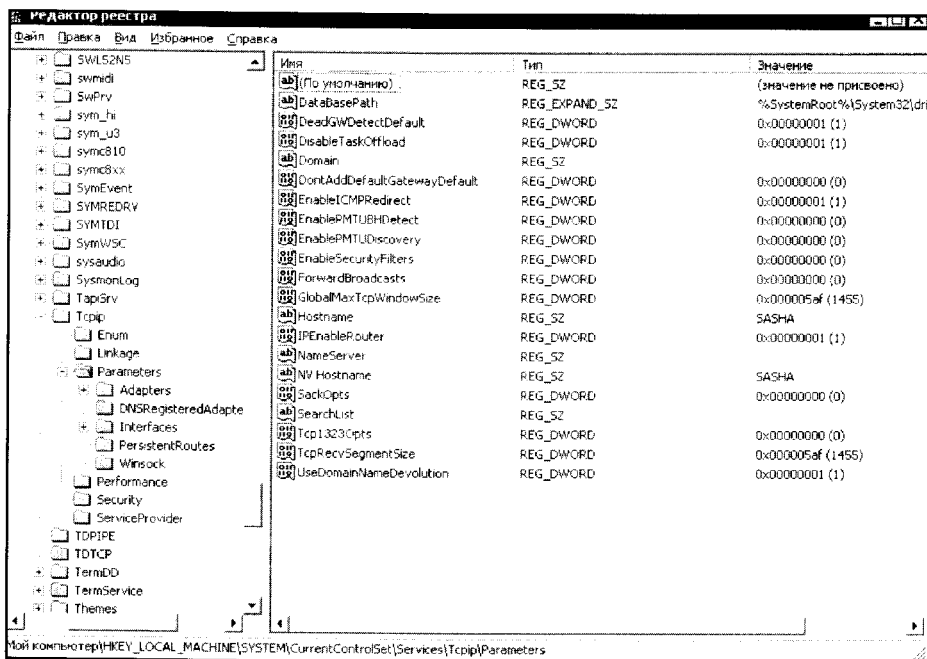 Редактор реестра
Файл Правка Вид Избранное Справка
SWLS2N5
swmidi
SwPrv
sym_hi
sym_u3
symc810
symc8xx
SymEvent
SYMREDRV
SYMTDI
SymWSC
sysaudio
SysmonLog
TapiSrv
Tcpip
Enum
Linkage
Parameters
Adapters
DNSRegisteredAdapte
Interfaces
PersistentRoutes
Winsock
Performance
Security
ServiceProvider
TDPIPE
TDTCP
TermDD
TermService
Themes
Имя Тип Значение
(По умолчанию) REG_SZ (значение не присвоено)
DataBasePath REG_EXPAND_SZ %SystemRoot%\System32\dri
DeadGWDetectDefault REG_DWORD 0x00000001 (1)
DisableTaskOffload REG_DWORD 0x00000001 (1)
Domain REG_SZ
DontAddDefaultGatewayDefault REG_DWORD 0x00000000 (0)
EnableICMPRedirect REG_DWORD 0x00000001 (1)
EnablePMTUBHDetect REG_DWORD 0x00000000 (0)
EnablePMTUDiscovery REG_DWORD 0x00000000 (0)
EnableSecurityFilters REG_DWORD 0x00000000 (0)
ForwardBroadcasts REG_DWORD 0x00000000 (0)
GlobalMaxTcpWindowSize REG_DWORD 0x000005af (1455)
Hostname REG_SZ SASHA
IPEnableRouter REG_DWORD 0x00000001 (1)
NameServer REG_SZ
NV Hostname REG_SZ SASHA
SackOpts REG_DWORD 0x00000000 (0)
SearchList REG_SZ
Tcp1323Opts REG_DWORD 0x00000000 (0)
TcpRecvSegmentSize REG_DWORD 0x000005af (1455)
UseDomainNameDevolution REG_DWORD 0x00000001 (1)
Мой компьютер\HKEY_LOCAL_MACHINE\SYSTEM\CurrentControlSet\Services\Tcpip\Parameters